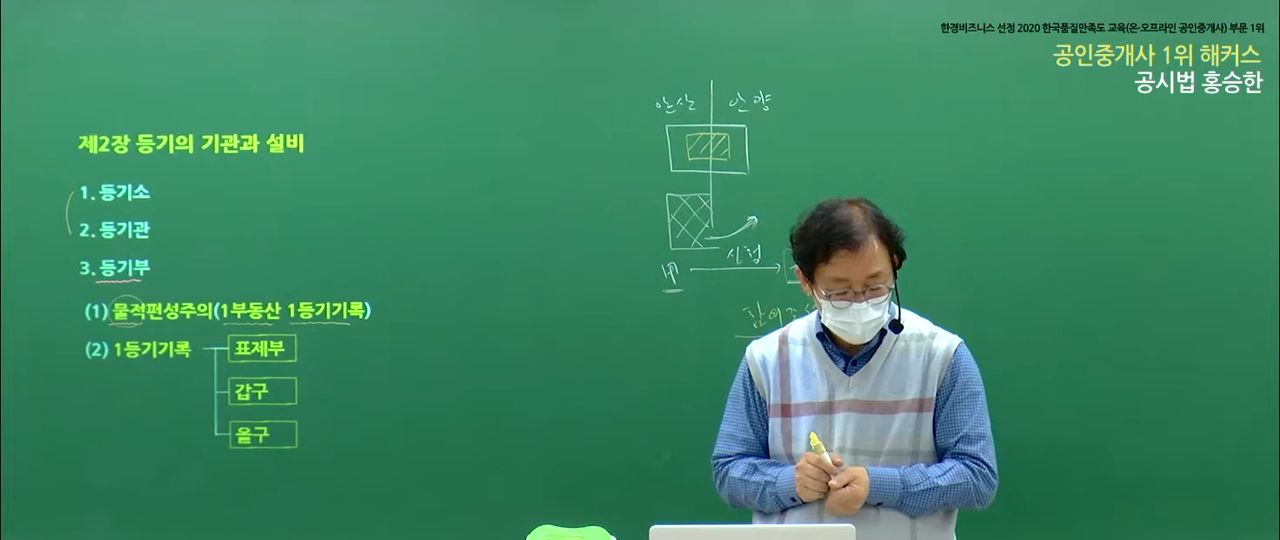 한경비즈니스 선정 2020 한국품질만족도 교육(온·오프라인 공인중개사) 부문 1위
공인중개사 1위 해커스
공시법 홍승한
제2장 등기의 기관과 설비
1. 등기소
2. 등기관
3. 등기부
(1) 물적편성주의(1부동산 1등기기록)
(2) 1등기기록
표제부
갑구
을구
안산 안양
甲 신청